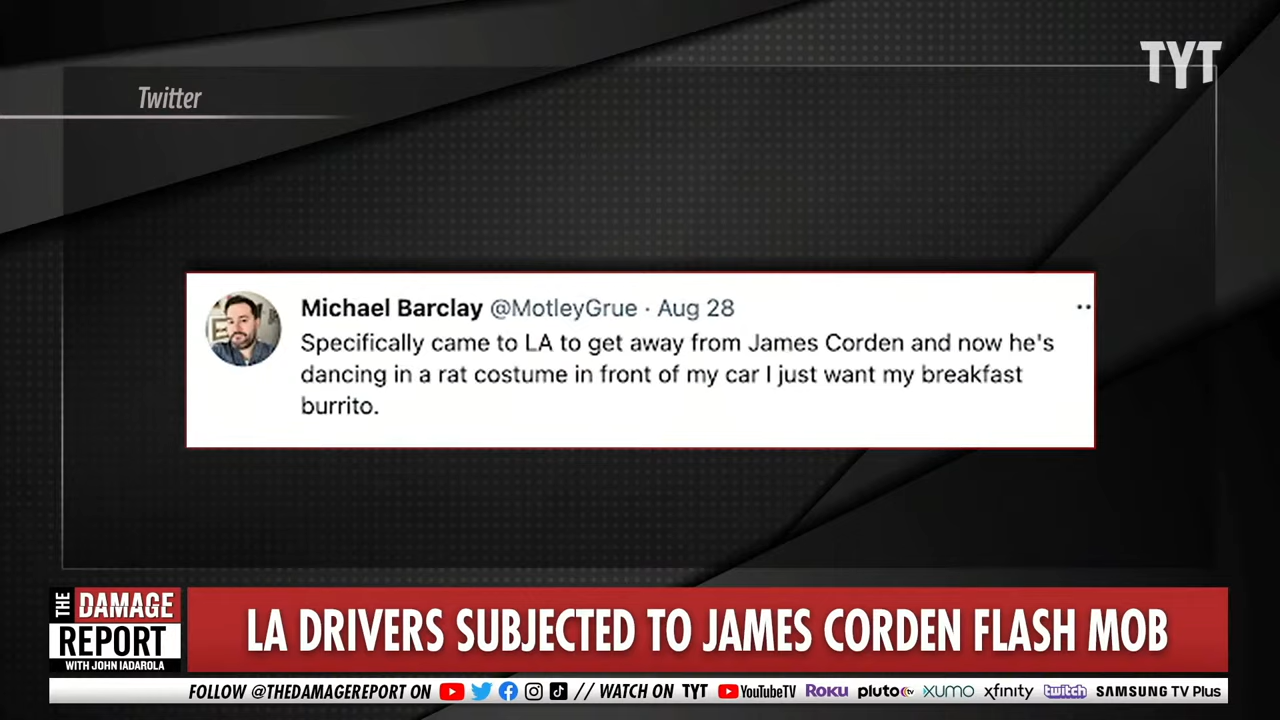 TYT
Twitter
Michael Barclay @MotleyGrue · Aug 28
Specifically came to LA to get away from James Corden and now he's
dancing in a rat costume in front of my car I just want my breakfast
burrito.
THE DAMAGE
REPORT
WITH JOHN IADAROLA
LA DRIVERS SUBJECTED TO JAMES CORDEN FLASH MOB
FOLLOW @THEDAMAGEREPORT ON // WATCH ON TYT YouTubeTV Roku pluto tv XUMO xfinity twitch SAMSUNG TV Plus